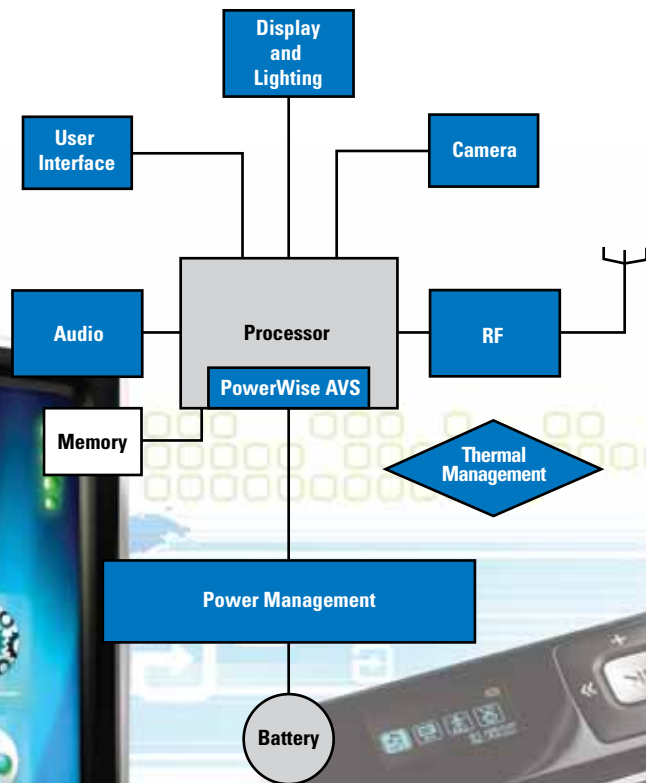 Display
and
Lighting
User
Interface
Camera
Audio
Processor
RF
PowerWise AVS
Memory
Thermal
Management
Power Management
Battery